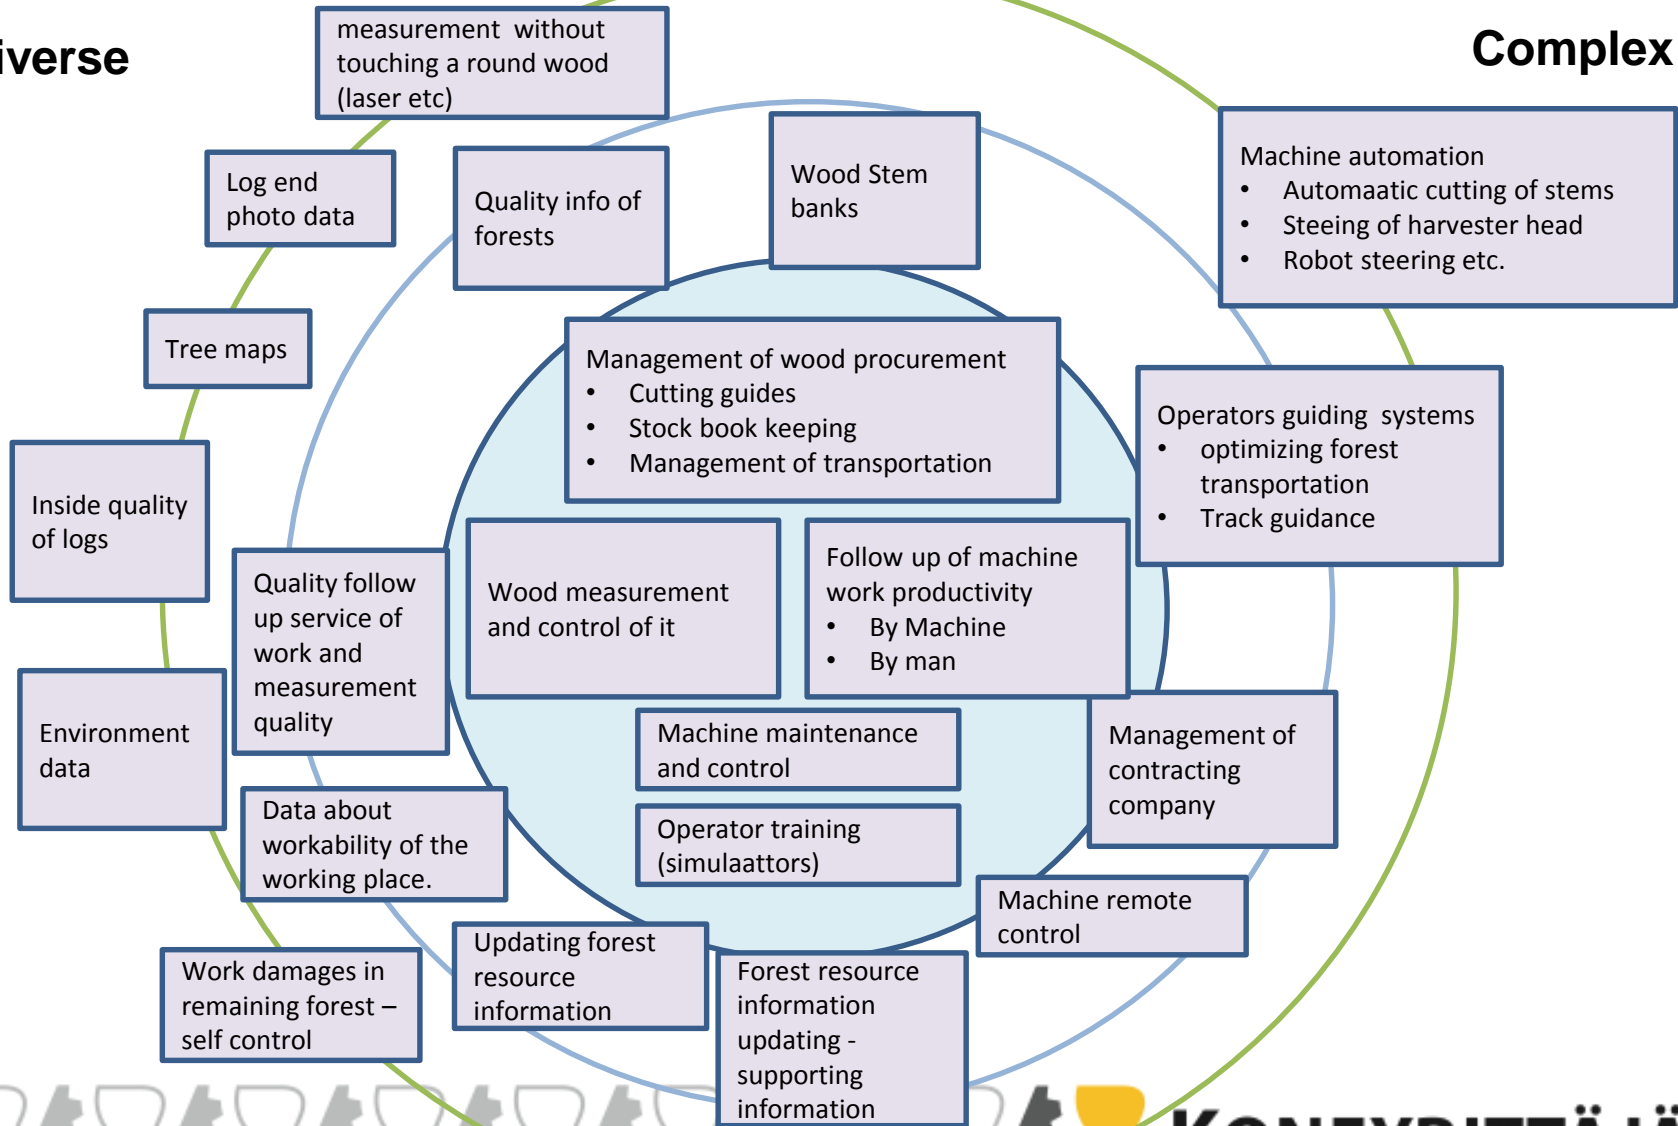 iverse
Complex
measurement without
touching a round wood
(laser etc)
Log end
photo data
Quality info of
forests
Wood Stem
banks
Machine automation
• Automaatic cutting of stems
• Steeing of harvester head
• Robot steering etc.
Tree maps
Management of wood procurement
• Cutting guides
• Stock book keeping
• Management of transportation
Operators guiding systems
• optimizing forest
transportation
• Track guidance
Inside quality
of logs
Quality follow
up service of
work and
measurement
quality
Wood measurement
and control of it
Follow up of machine
work productivity
• By Machine
• By man
Environment
data
Machine maintenance
and control
Management of
contracting
company
Data about
workability of the
working place.
Operator training
(simulaattors)
Machine remote
control
Work damages in
remaining forest –
self control
Updating forest
resource
information
Forest resource
information
updating -
supporting
information